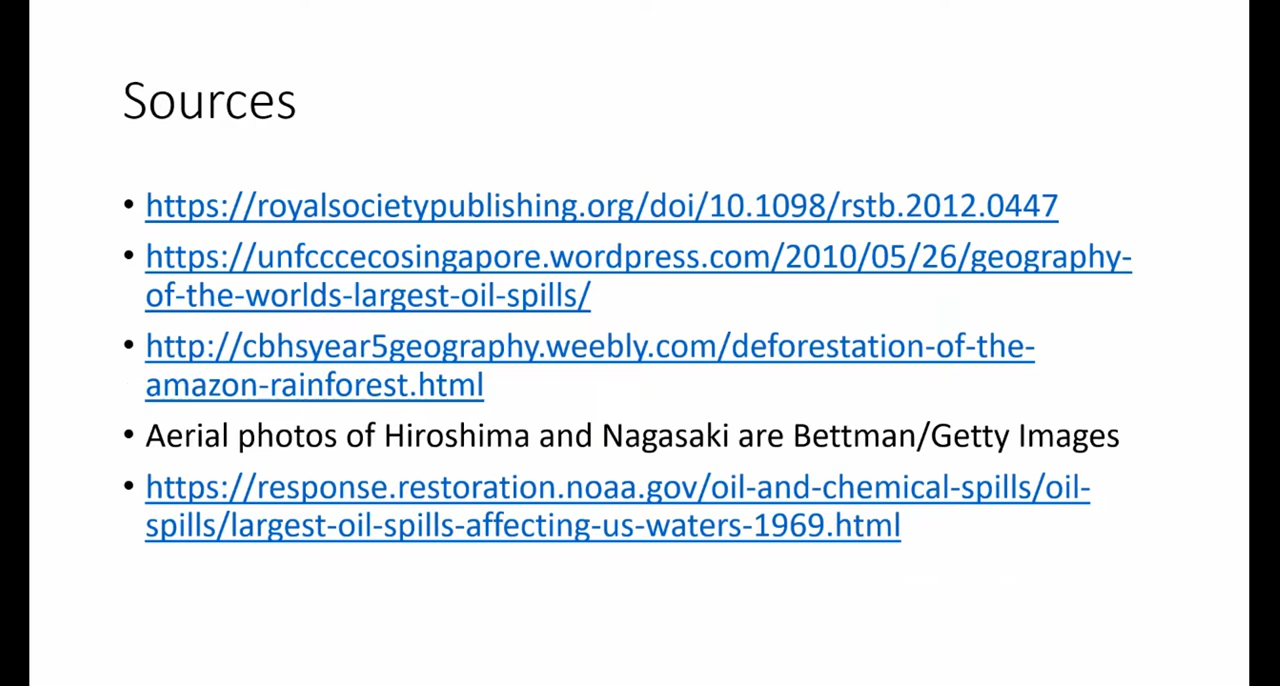 Sources
• https://royalsocietypublishing.org/doi/10.1098/rstb.2012.0447
• https://unfcccecosingapore.wordpress.com/2010/05/26/geography-
of-the-worlds-largest-oil-spills/
• http://cbhsyear5geography.weebly.com/deforestation-of-the-
amazon-rainforest.html
• Aerial photos of Hiroshima and Nagasaki are Bettman/Getty Images
• https://response.restoration.noaa.gov/oil-and-chemical-spills/oil-
spills/largest-oil-spills-affecting-us-waters-1969.html